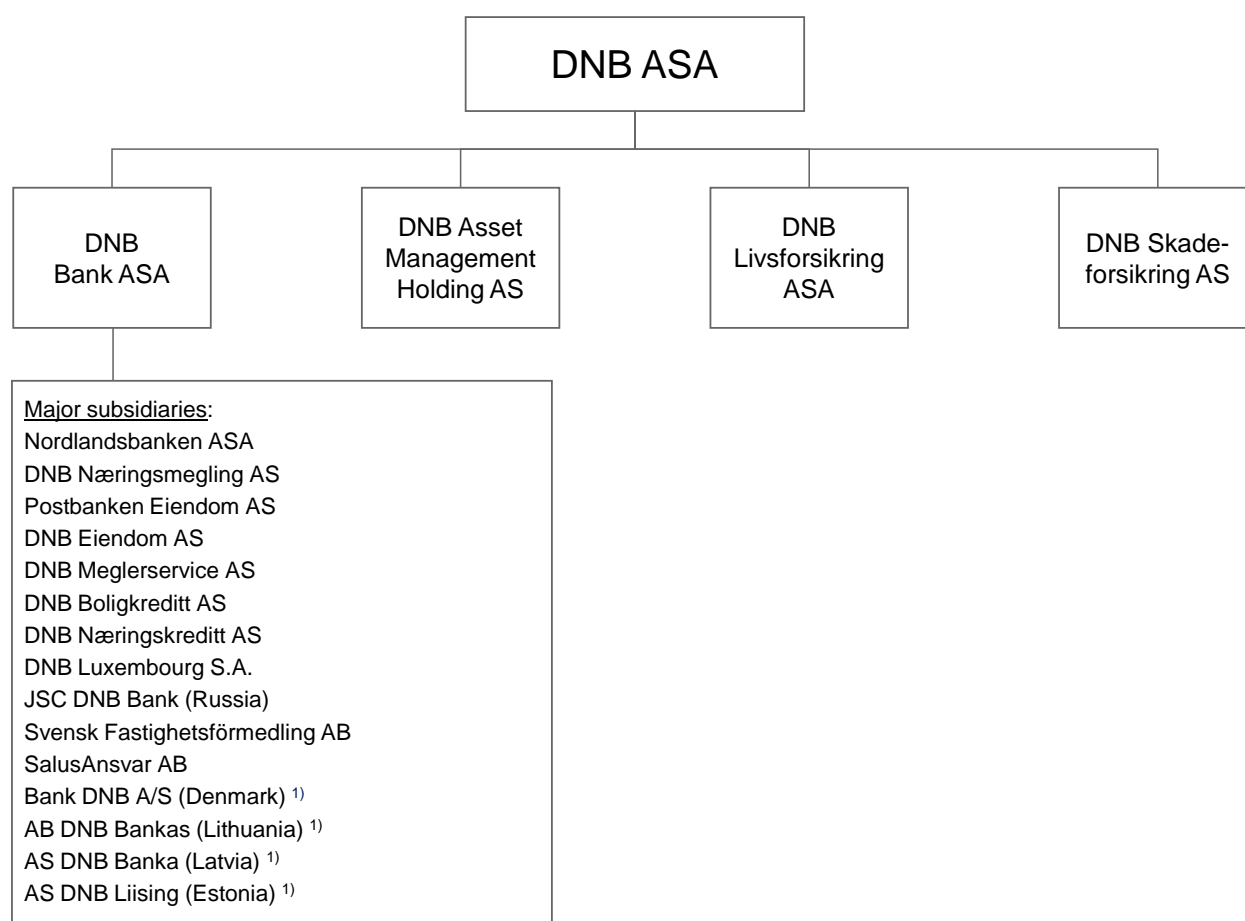 DNB ASA
DNB
Bank ASA
DNB Asset
Management
Holding AS
DNB
Livsforsikring
ASA
DNB Skade-
forsikring AS
Major subsidiaries:
Nordlandsbanken ASA
DNB Næringsmegling AS
Postbanken Eiendom AS
DNB Eiendom AS
DNB Meglerservice AS
DNB Boligkreditt AS
DNB Næringskreditt AS
DNB Luxembourg S.A.
JSC DNB Bank (Russia)
Svensk Fastighetsförmedling AB
SalusAnsvar AB
Bank DNB A/S (Denmark) 1)
AB DNB Bankas (Lithuania) 1)
AS DNB Banka (Latvia) 1)
AS DNB Liising (Estonia) 1)